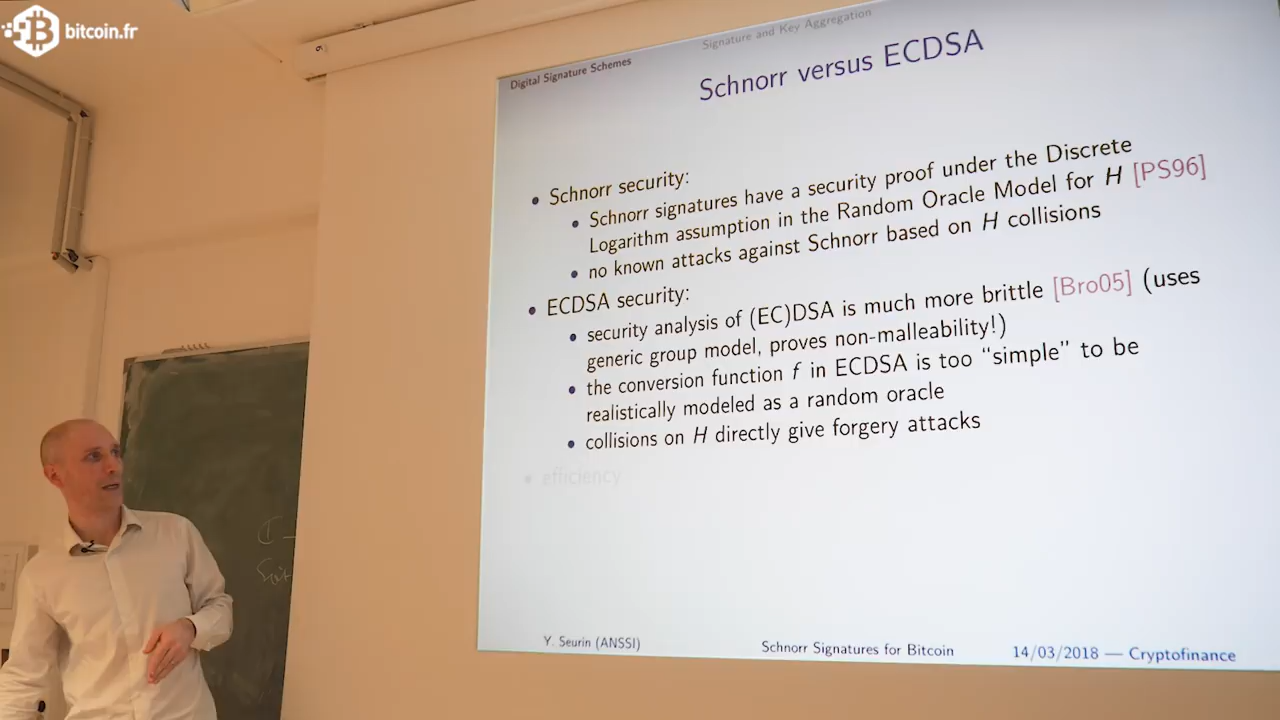 bitcoin.fr
Signature and Key Aggregation
Digital Signature Schemes
Schnorr versus ECDSA
• Schnorr security:
• Schnorr signatures have a security proof under the Discrete
Logarithm assumption in the Random Oracle Model for H [PS96]
• no known attacks against Schnorr based on H collisions
• ECDSA security:
• security analysis of (EC)DSA is much more brittle [Bro05] (uses
generic group model, proves non-malleability!)
• the conversion function f in ECDSA is too “simple” to be
realistically modeled as a random oracle
• collisions on H directly give forgery attacks
• efficiency
Y. Seurin (ANSSI)
Schnorr Signatures for Bitcoin
14/03/2018 — Cryptofinance